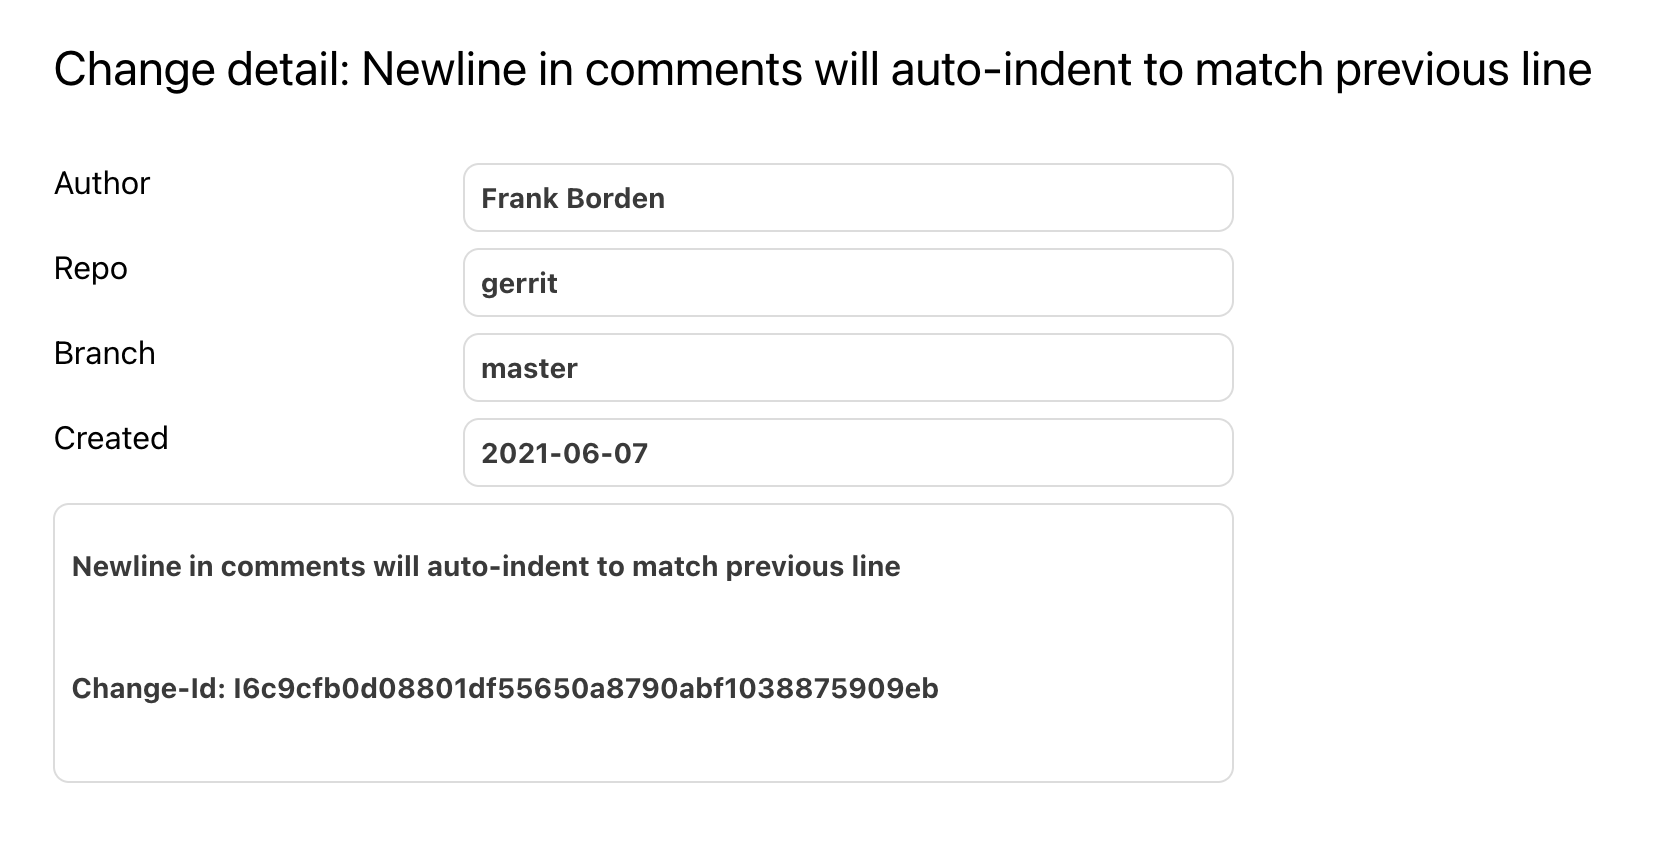 Change detail: Newline in comments will auto-indent to match previous line
Author
Frank Borden
Repo
gerrit
Branch
master
Created
2021-06-07
Newline in comments will auto-indent to match previous line
Change-Id: I6c9cfb0d08801df55650a8790abf1038875909eb